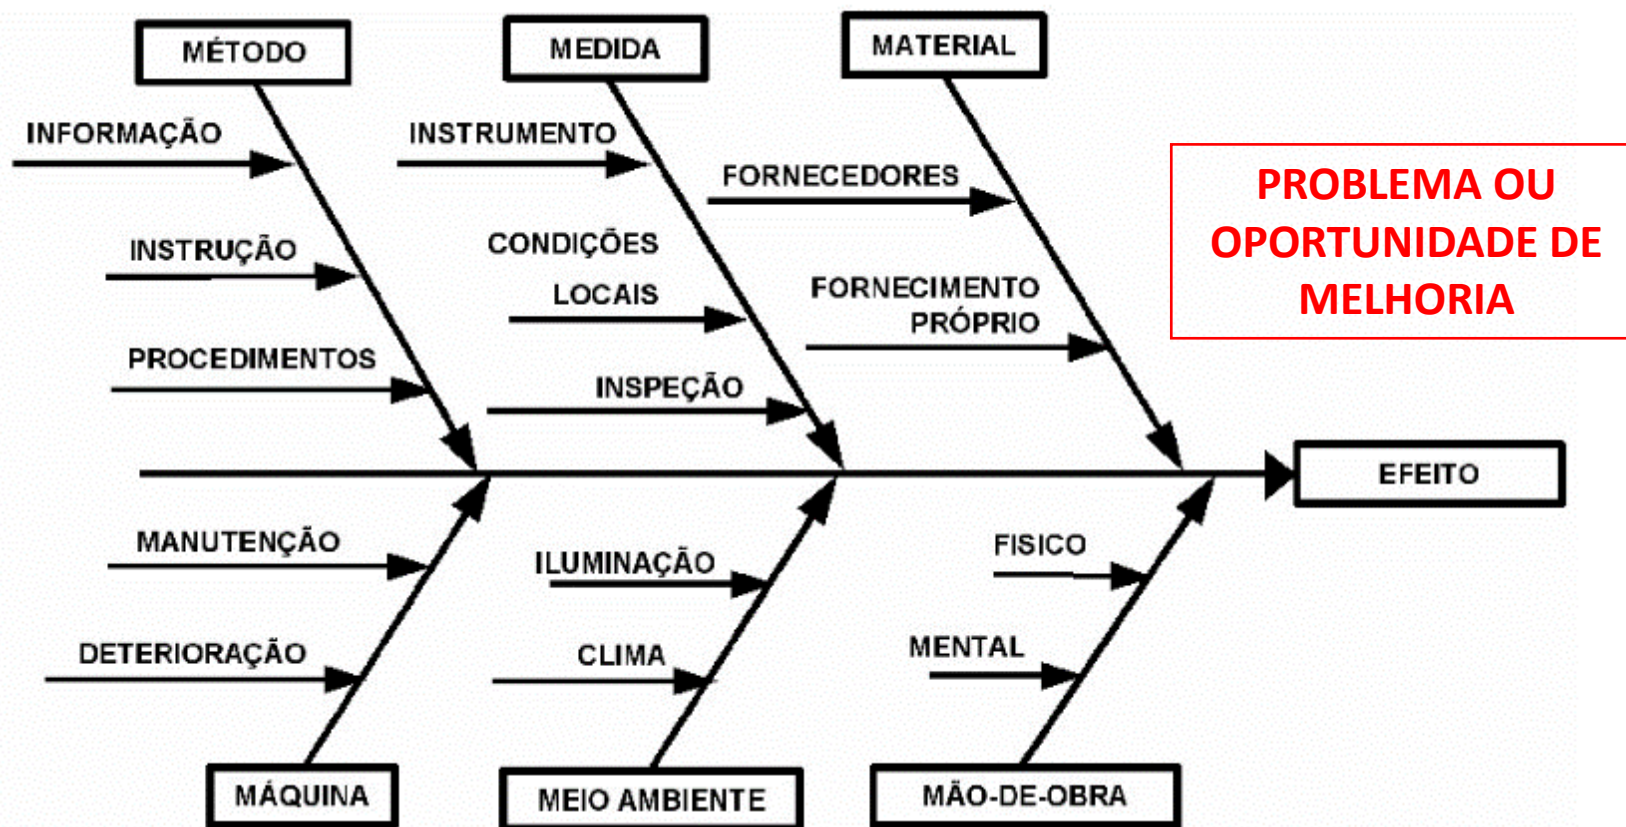 MÉTODO
MEDIDA
MATERIAL
INFORMAÇÃO
INSTRUMENTO
FORNECEDORES
PROBLEMA OU
OPORTUNIDADE DE
MELHORIA
INSTRUÇÃO
CONDIÇÕES
LOCAIS
FORNECIMENTO
PRÓPRIO
PROCEDIMENTOS
INSPEÇÃO
EFEITO
MANUTENÇÃO
ILUMINAÇÃO
FISICO
DETERIORAÇÃO
CLIMA
MENTAL
MÁQUINA
MEIO AMBIENTE
MÃO-DE-OBRA